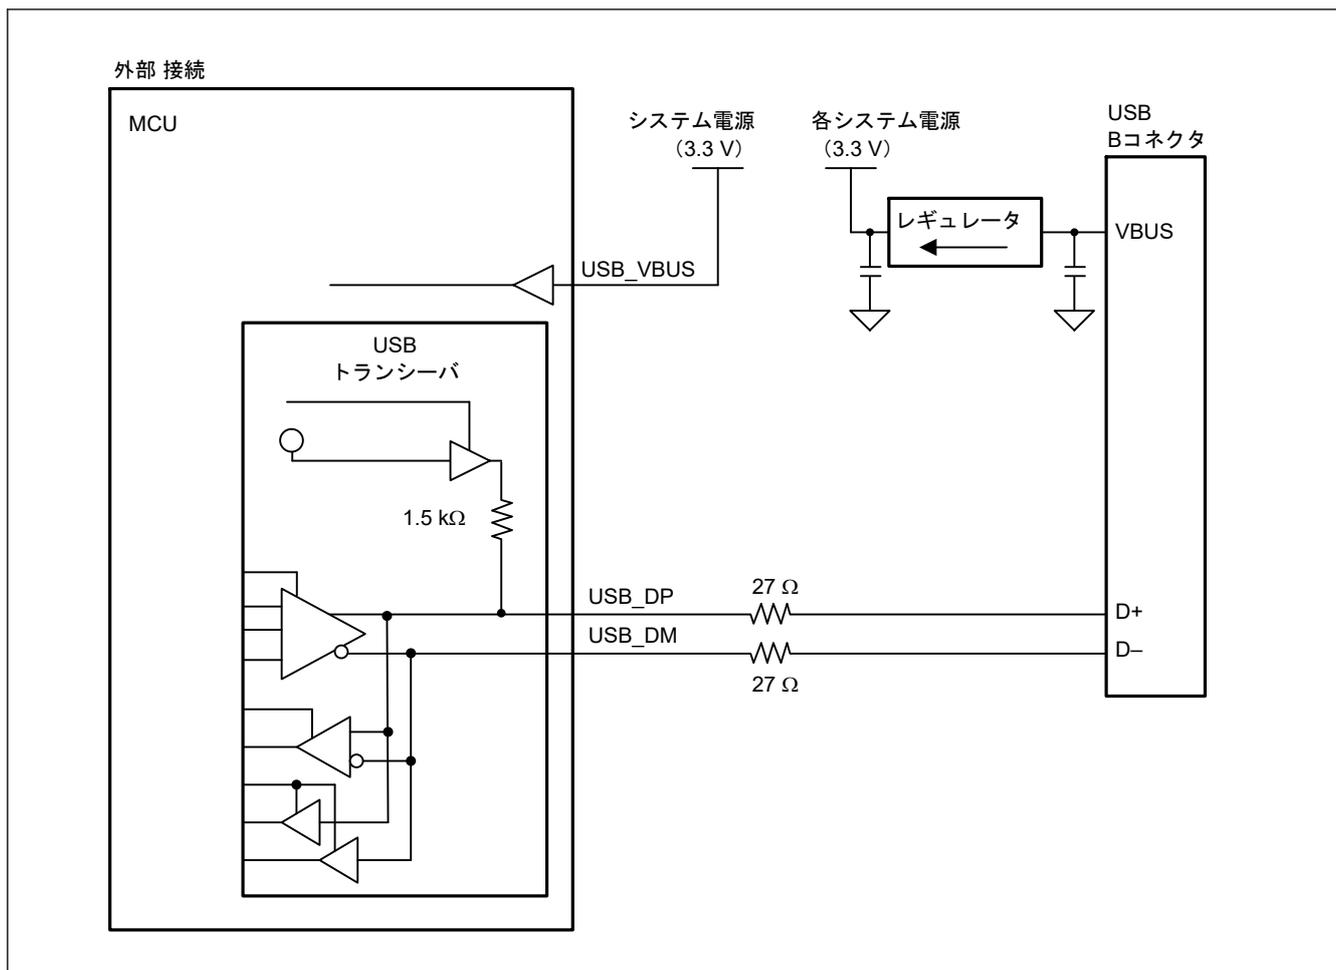 外部 接続
MCU
システム電源
（3.3 V）
各システム電源
（3.3 V）
USB
Bコネクタ
レギュレータ
VBUS
USB_VBUS
USB
トランシーバ
1.5 kΩ
USB_DP
27 Ω
D+
USB_DM
27 Ω
D–